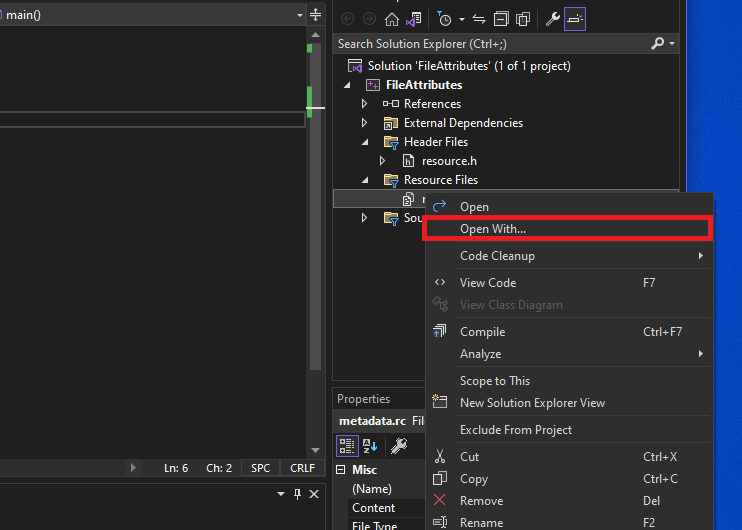 main()
Search Solution Explorer (Ctrl+;)
Solution 'FileAttributes' (1 of 1 project)
FileAttributes
References
External Dependencies
Header Files
resource.h
Resource Files
Open
Open With...
Code Cleanup
View Code F7
View Class Diagram
Compile Ctrl+F7
Analyze
Scope to This
New Solution Explorer View
Exclude From Project
Cut Ctrl+X
Copy Ctrl+C
Remove Del
Rename F2
Properties
metadata.rc
Misc
(Name)
Content
File Type
Ln: 6 Ch: 2 SPC CRLF